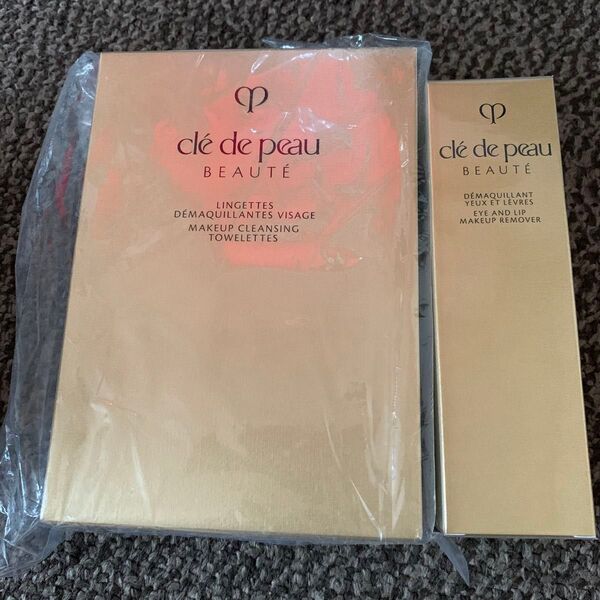 clé de peau
BEAUTÉ
LINGETTES
DÉMAQUILLANTES VISAGE
MAKEUP CLEANSING
TOWELETTES
clé de peau
BEAUTÉ
DÉMAQUILLANT
YEUX ET LÈVRES
EYE AND LIP
MAKEUP REMOVER